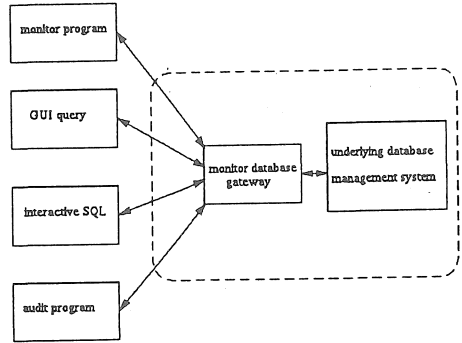 monitor program
GUI query
interactive SQL
audit program
monitor database
gateway
underlying database
management system